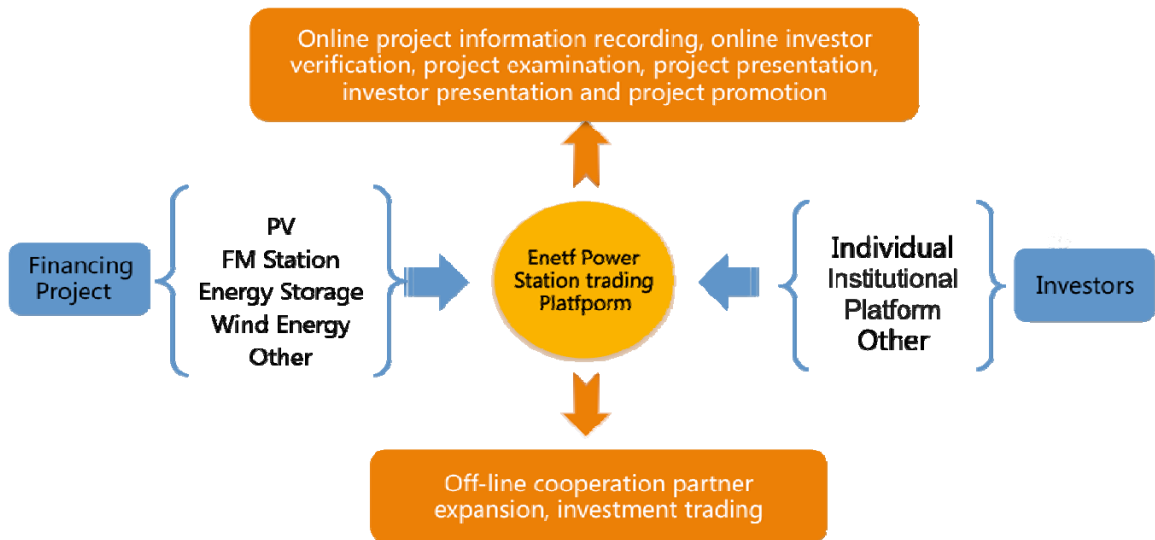 Online project information recording, online investor
verification, project examination, project presentation,
investor presentation and project promotion
Financing
Project
PV
FM Station
Energy Storage
Wind Energy
Other
Enetf Power
Station trading
Platfporm
Individual
Institutional
Platform
Other
Investors
Off-line cooperation partner
expansion, investment trading